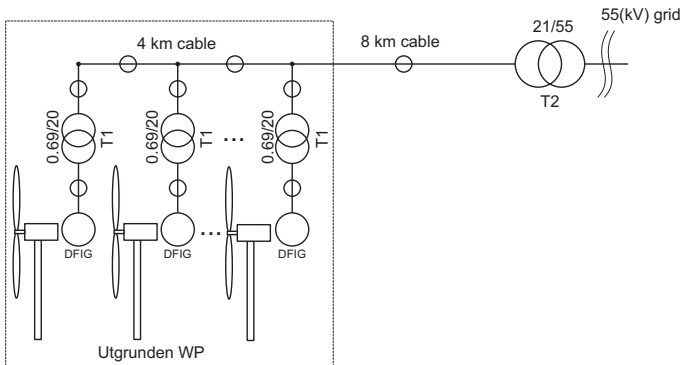 55(kV) grid
21/55
4 km cable
8 km cable
T2
0.69/20
T1
0.69/20
T1
...
0.69/20
T1
...
DFIG
DFIG
DFIG
Utgrunden WP